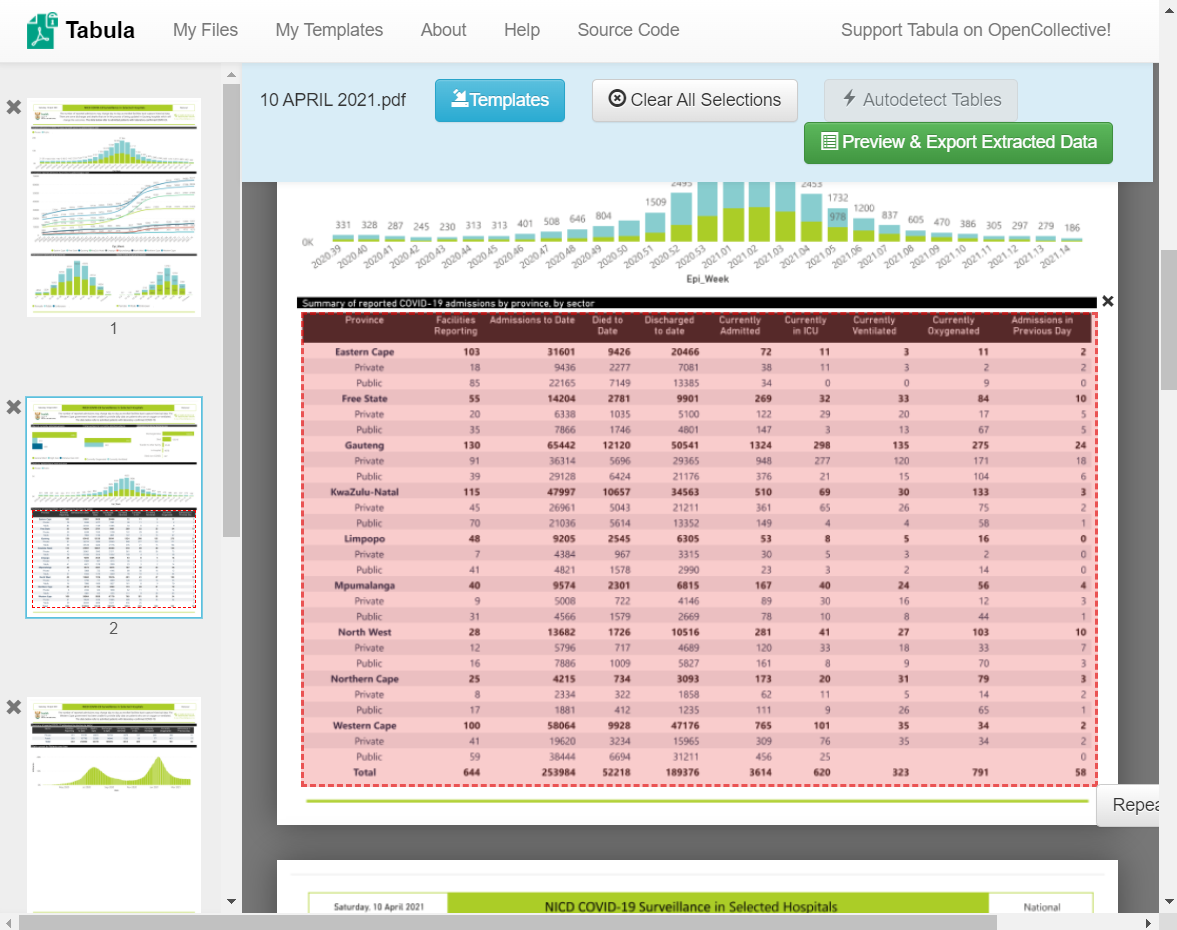 Tabula My Files My Templates About Help Source Code Support Tabula on OpenCollective!
10 APRIL 2021.pdf Templates Clear All Selections Autodetect Tables
Preview & Export Extracted Data
1
2
2495 2453
1509 1732
331 328 287 245 230 313 313 401 508 646 804 978 1200 837 605 470 386 305 297 279 186
0K
2020.39 2020.40 2020.41 2020.42 2020.43 2020.44 2020.45 2020.46 2020.47 2020.48 2020.49 2020.50 2020.51 2020.52 2020.53 2021.01 2021.02 2021.03 2021.04 2021.05 2021.06 2021.07 2021.08 2021.09 2021.10 2021.11 2021.12 2021.13 2021.14
Epi_Week
Summary of reported COVID-19 admissions by province, by sector
Province Facilities Reporting Admissions to Date Died to Date Discharged to date Currently Admitted Currently in ICU Currently Ventilated Currently Oxygenated Admissions in Previous Day
Eastern Cape 103 31601 9426 20466 72 11 3 11 2
Private 18 9436 2277 7081 38 11 3 2 2
Public 85 22165 7149 13385 34 0 0 9 0
Free State 55 14204 2781 9901 269 32 33 84 10
Private 20 6338 1035 5100 122 29 20 17 5
Public 35 7866 1746 4801 147 3 13 67 5
Gauteng 130 65442 12120 50541 1324 298 135 275 24
Private 91 36314 5696 29365 948 277 120 171 18
Public 39 29128 6424 21176 376 21 15 104 6
KwaZulu-Natal 115 47997 10657 34563 510 69 30 133 3
Private 45 26961 5043 21211 361 65 26 75 2
Public 70 21036 5614 13352 149 4 4 58 1
Limpopo 48 9205 2545 6305 53 8 5 16 0
Private 7 4384 967 3315 30 5 3 2 0
Public 41 4821 1578 2990 23 3 2 14 0
Mpumalanga 40 9574 2301 6815 167 40 24 56 4
Private 9 5008 722 4146 89 30 16 12 3
Public 31 4566 1579 2669 78 10 8 44 1
North West 28 13682 1726 10516 281 41 27 103 10
Private 12 5796 717 4689 120 33 18 33 7
Public 16 7886 1009 5827 161 8 9 70 3
Northern Cape 25 4215 734 3093 173 20 31 79 3
Private 8 2334 322 1858 62 11 5 14 2
Public 17 1881 412 1235 111 9 26 65 1
Western Cape 100 58064 9928 47176 765 101 35 34 2
Private 41 19620 3234 15965 309 76 35 34 2
Public 59 38444 6694 31211 456 25 0
Total 644 253984 52218 189376 3614 620 323 791 58
Repea
Saturday, 10 April 2021 NICD COVID-19 Surveillance in Selected Hospitals National